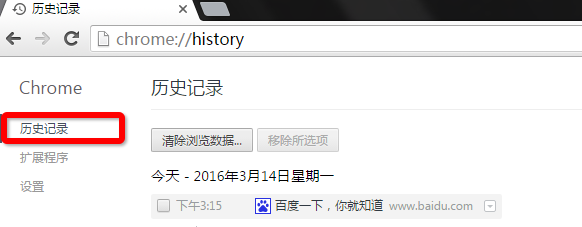 历史记录
chrome://history
Chrome
历史记录
扩展程序
设置
历史记录
清除浏览数据... 移除所选项
今天 - 2016年3月14日星期一
下午3:15 百度一下，你就知道 www.baidu.com